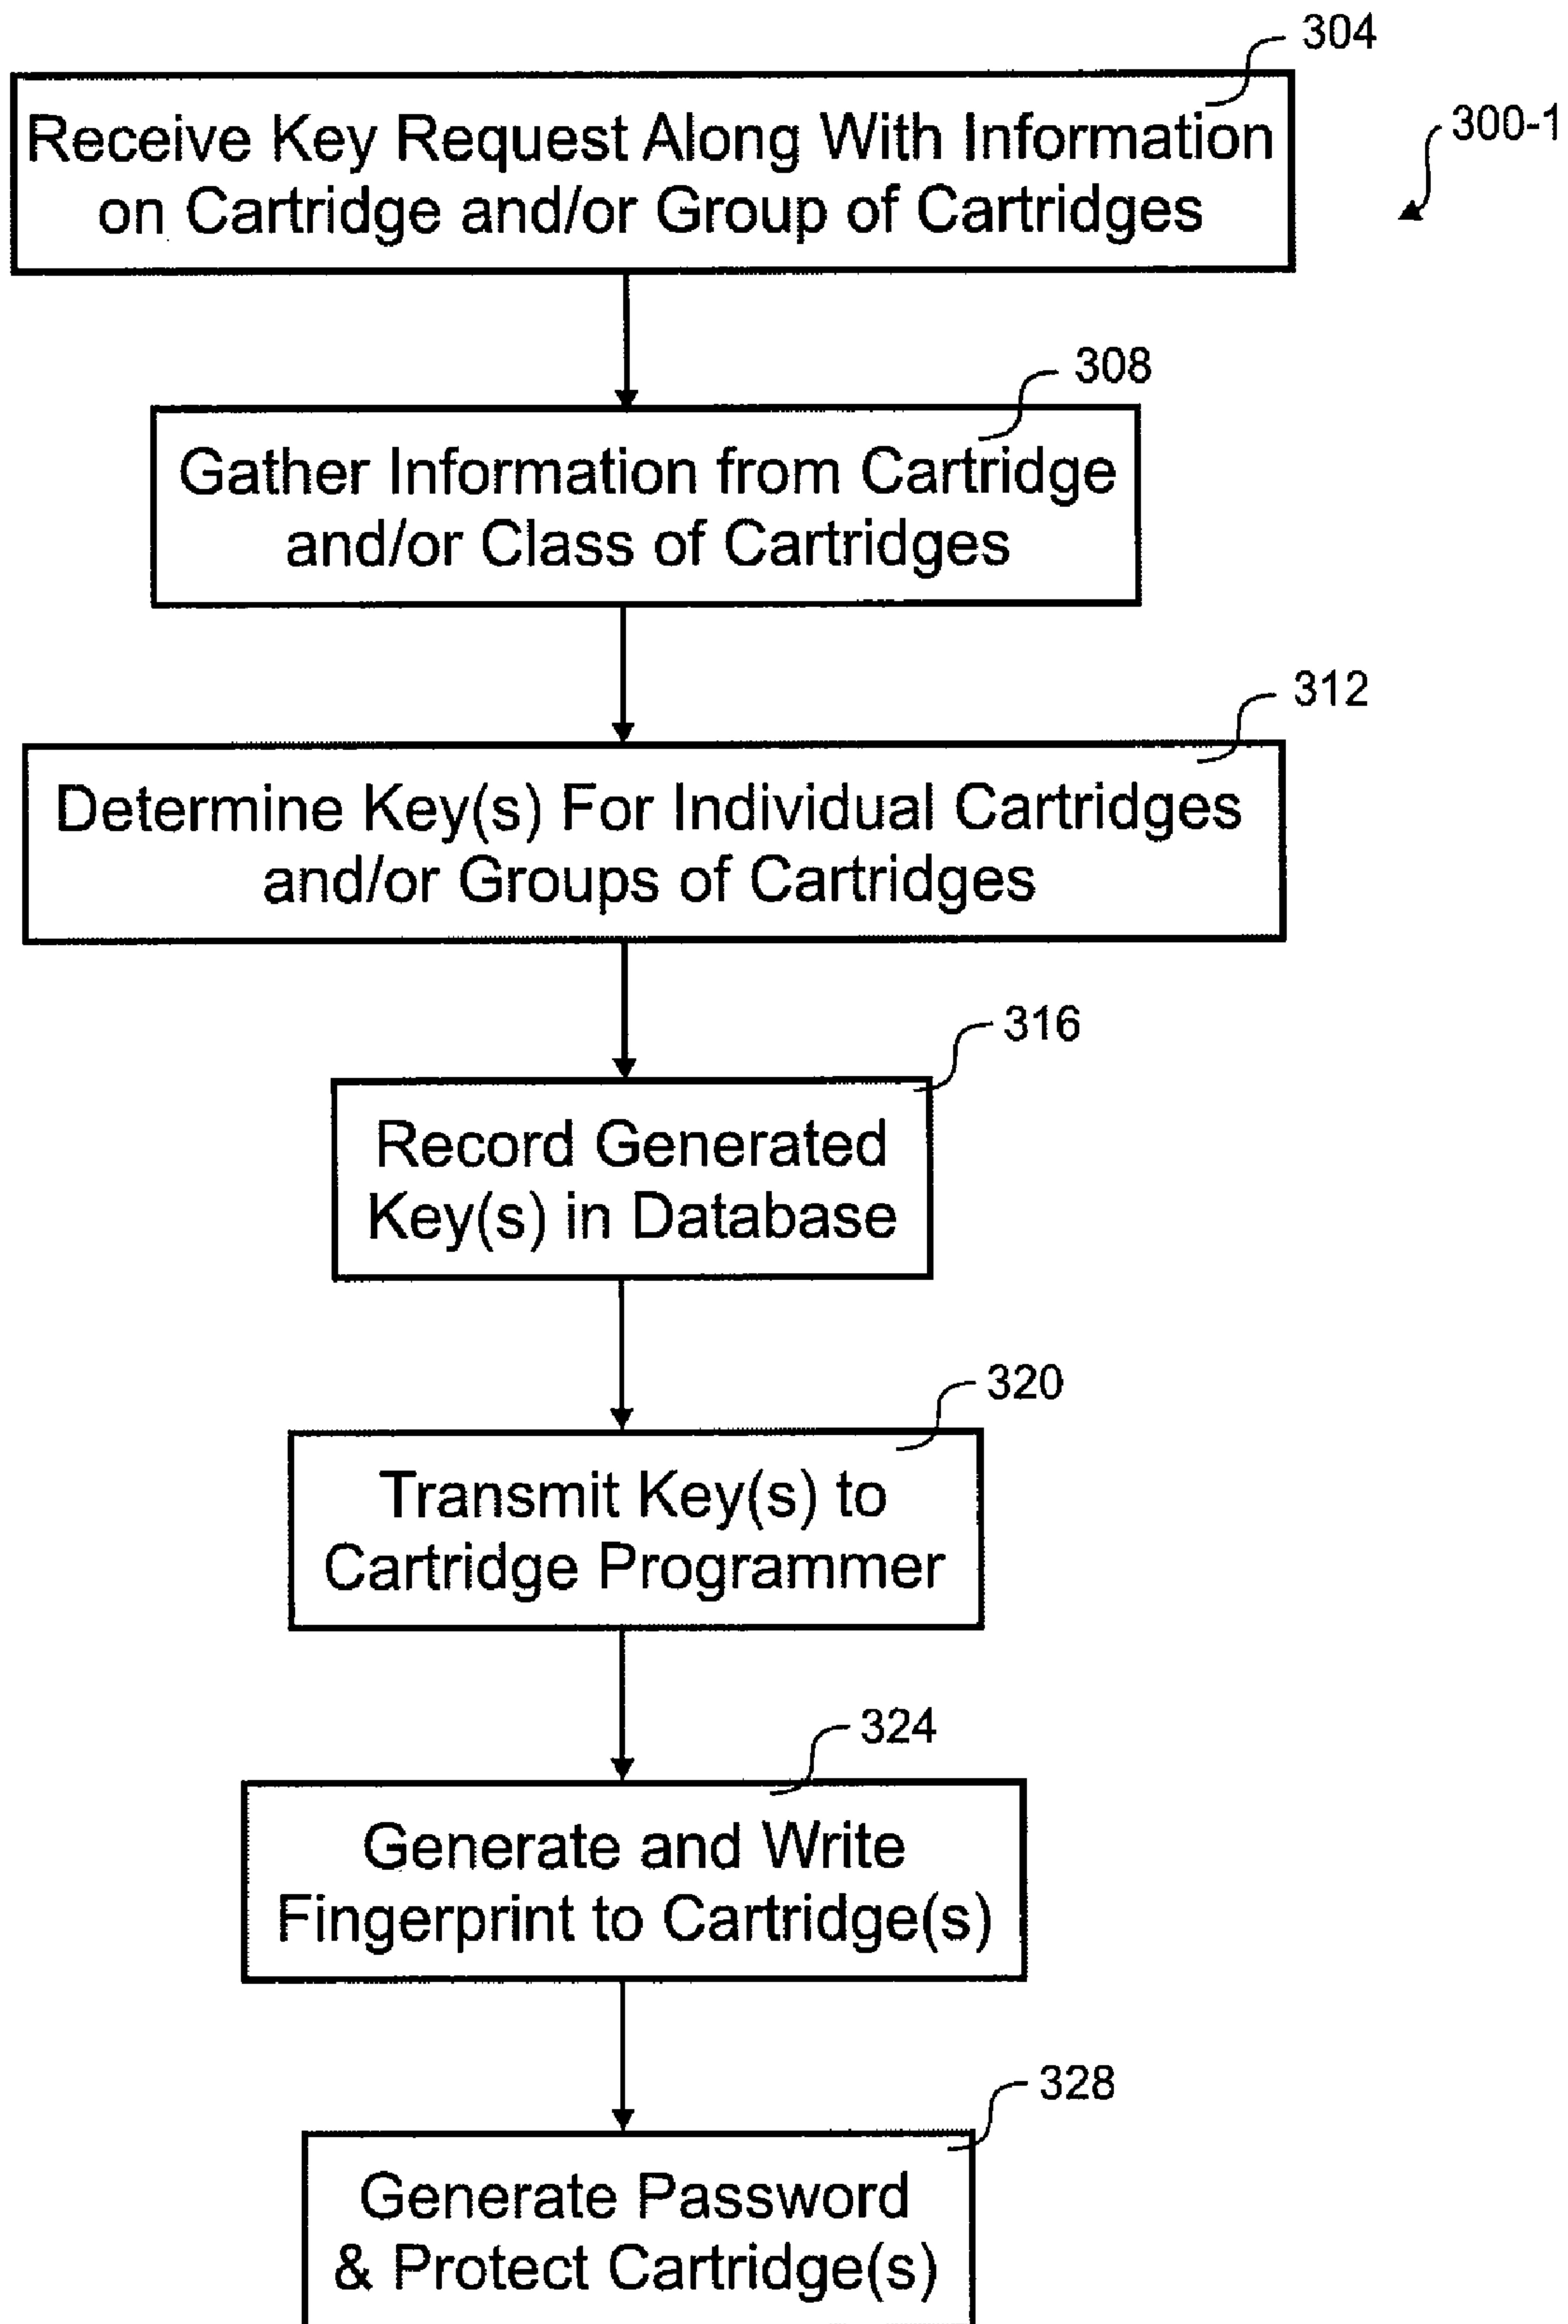 304
300-1
Receive Key Request Along With Information
on Cartridge and/or Group of Cartridges
308
Gather Information from Cartridge
and/or Class of Cartridges
312
Determine Key(s) For Individual Cartridges
and/or Groups of Cartridges
316
Record Generated
Key(s) in Database
320
Transmit Key(s) to
Cartridge Programmer
324
Generate and Write
Fingerprint to Cartridge(s)
328
Generate Password
& Protect Cartridge(s)